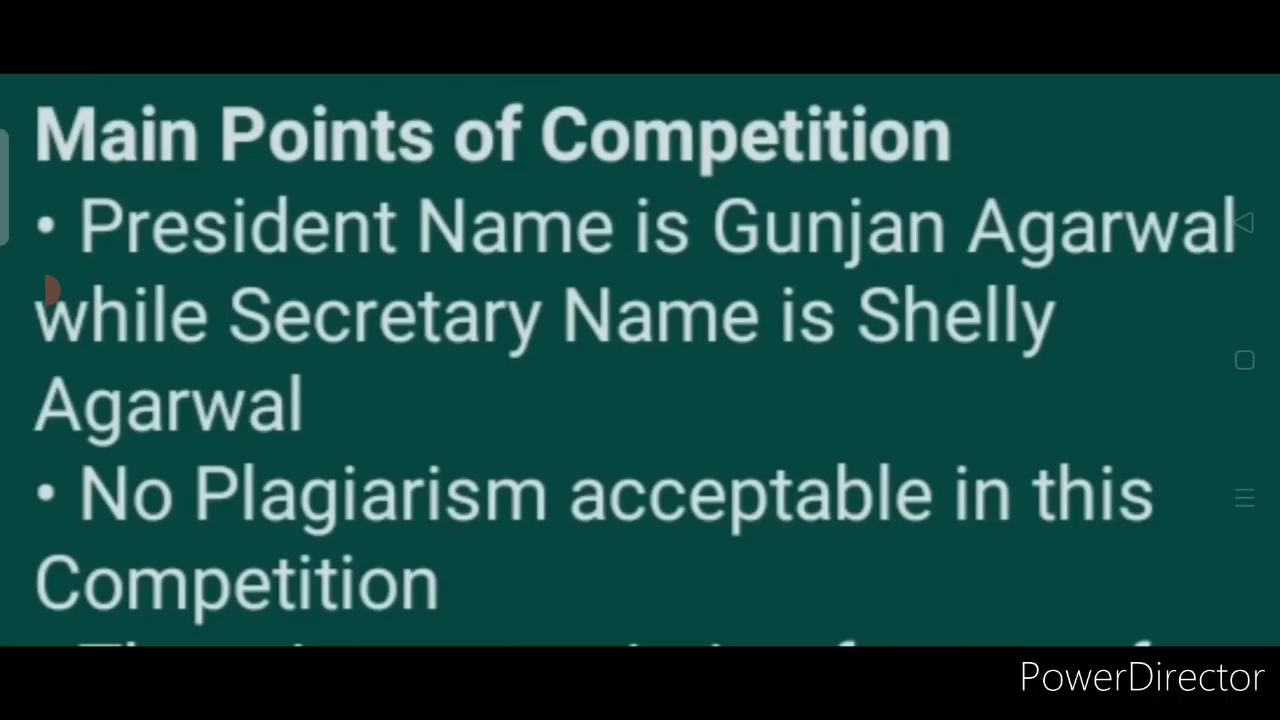 Main Points of Competition
• President Name is Gunjan Agarwal
while Secretary Name is Shelly
Agarwal
• No Plagiarism acceptable in this
Competition
PowerDirector